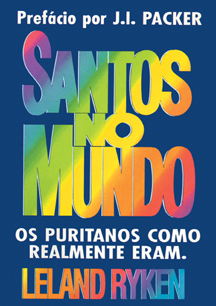 Prefácio por J.I. PACKER
SANTOS
NO
MUNDO
OS PURITANOS COMO
REALMENTE ERAM.
LELAND RYKEN